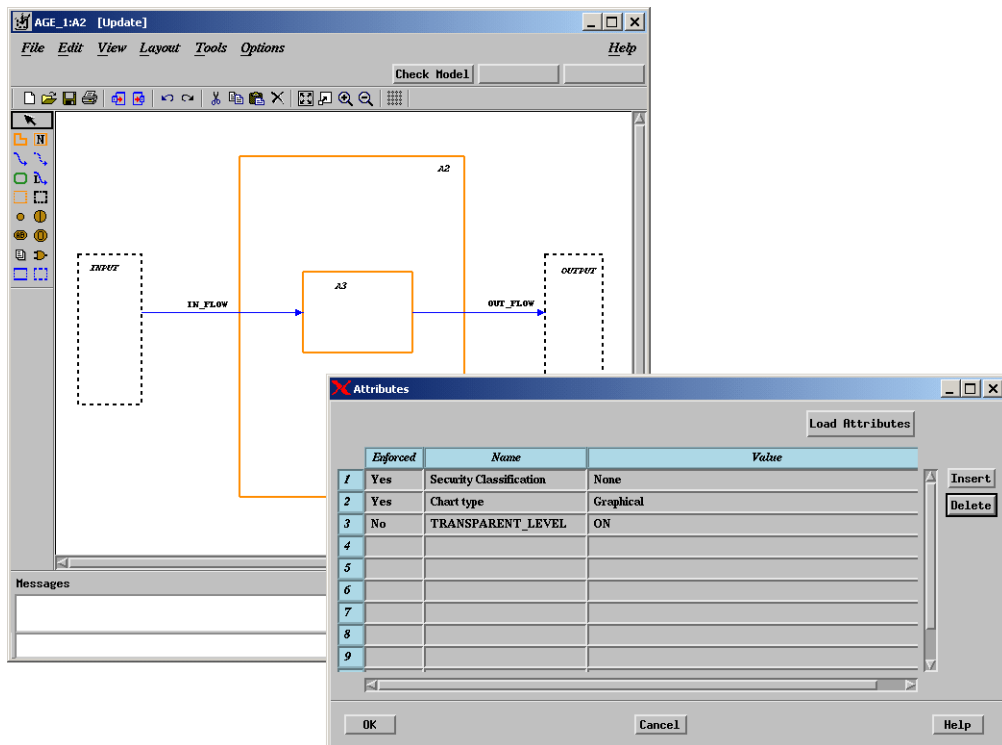 AGE_1:A2 [Update]
File Edit View Layout Tools Options Help
Check Model
N
A2
INPUT
A3
OUTPUT
IN_FLOW
OUT_FLOW
Messages
Attributes
Load Attributes
Enforced Name Value
1 Yes Security Classification None
2 Yes Chart type Graphical
3 No TRANSPARENT_LEVEL ON
4
5
6
7
8
9
Insert
Delete
OK Cancel Help